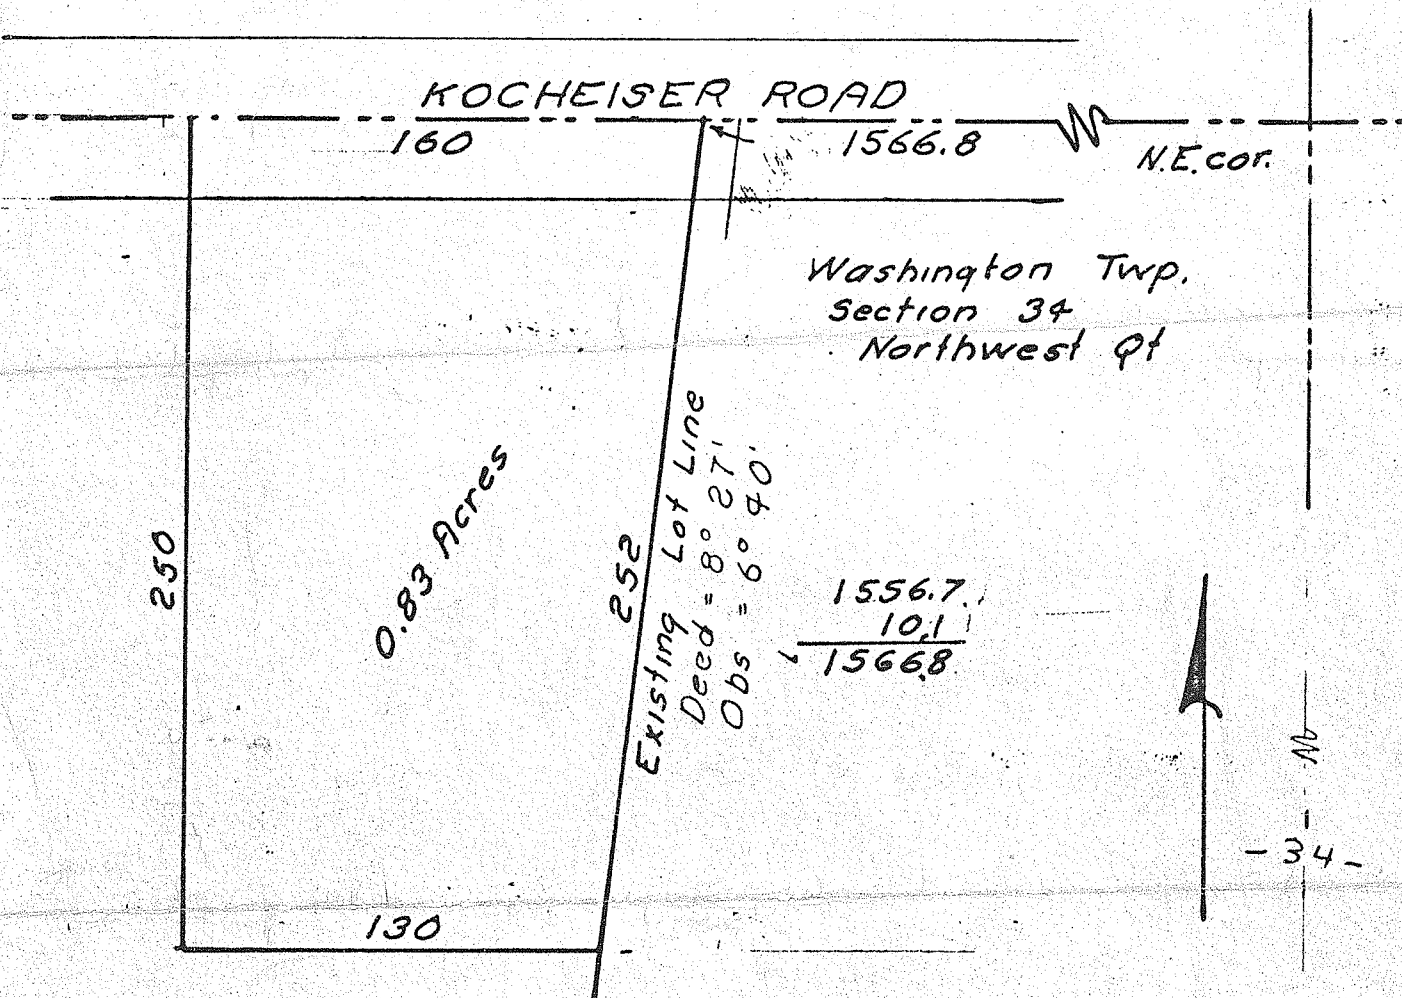 KOCHEISER ROAD
160
1566.8
N.E. cor.
Washington Twp.
Section 34
Northwest Qt
250
0.83 Acres
252
Existing Lot Line
Deed = 8° 27'
Obs = 6° 40'
1556.7
10.1
1566.8
- 34 -
130